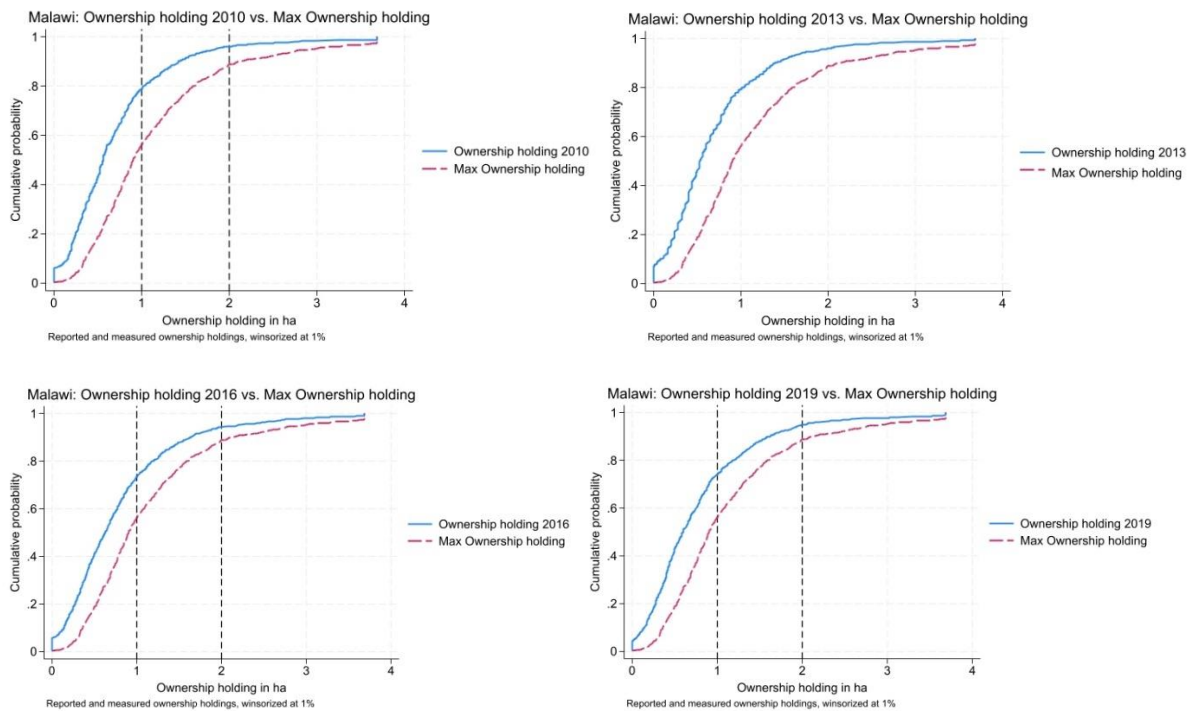 Malawi: Ownership holding 2010 vs. Max Ownership holding
1
.8
.6
.4
.2
0
Cumulative probability
0 1 2 3 4
Ownership holding in ha
Reported and measured ownership holdings, winsorized at 1%
Ownership holding 2010
Max Ownership holding
Malawi: Ownership holding 2013 vs. Max Ownership holding
1
.8
.6
.4
.2
0
Cumulative probability
0 1 2 3 4
Ownership holding in ha
Reported and measured ownership holdings, winsorized at 1%
Ownership holding 2013
Max Ownership holding
Malawi: Ownership holding 2016 vs. Max Ownership holding
1
.8
.6
.4
.2
0
Cumulative probability
0 1 2 3 4
Ownership holding in ha
Reported and measured ownership holdings, winsorized at 1%
Ownership holding 2016
Max Ownership holding
Malawi: Ownership holding 2019 vs. Max Ownership holding
1
.8
.6
.4
.2
0
Cumulative probability
0 1 2 3 4
Ownership holding in ha
Reported and measured ownership holdings, winsorized at 1%
Ownership holding 2019
Max Ownership holding